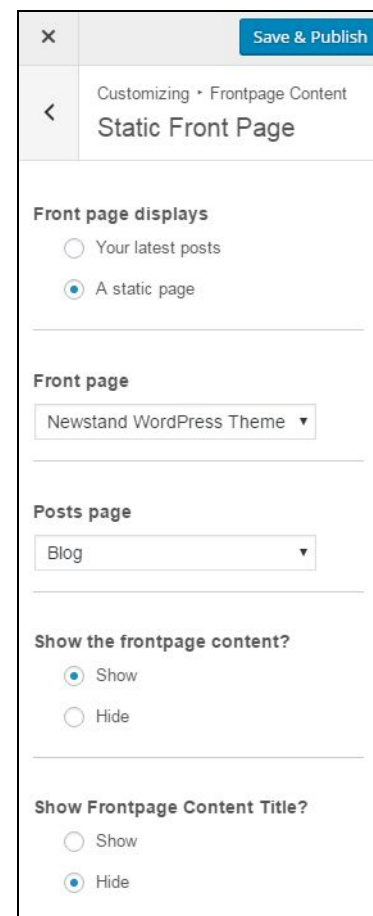 Save & Publish
Customizing ‣ Frontpage Content
Static Front Page
Front page displays
Your latest posts
A static page
Front page
Newstand WordPress Theme
Posts page
Blog
Show the frontpage content?
Show
Hide
Show Frontpage Content Title?
Show
Hide